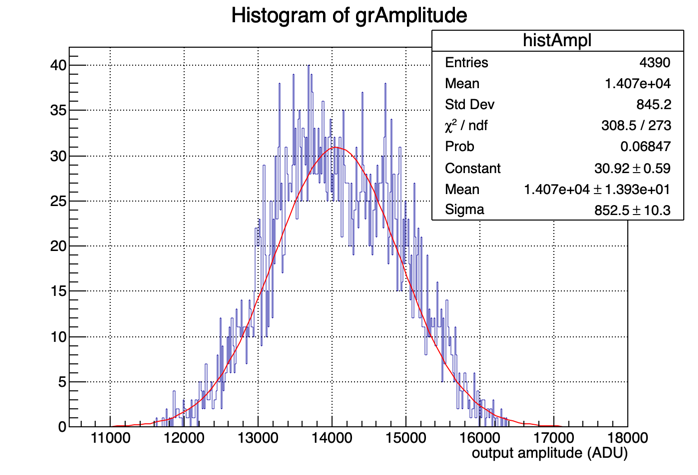 Histogram of grAmplitude
histAmpl
Entries 4390
Mean 1.407e+04
Std Dev 845.2
χ² / ndf 308.5 / 273
Prob 0.06847
Constant 30.92 ± 0.59
Mean 1.407e+04 ± 1.393e+01
Sigma 852.5 ± 10.3
40
35
30
25
20
15
10
5
0
11000 12000 13000 14000 15000 16000 17000 18000
output amplitude (ADU)